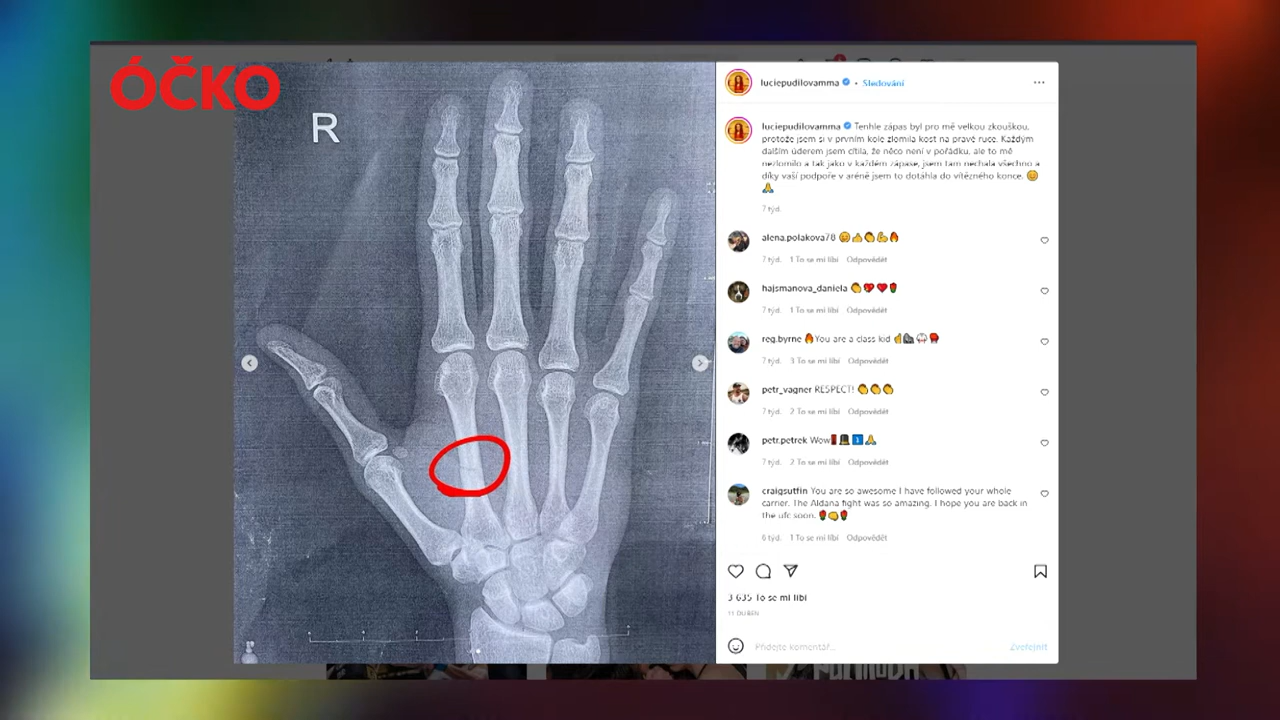 ÓČKO
R
luciepudilovamma • Sledování
luciepudilovamma Tenhle zápas byl pro mě velkou zkouškou,
protože jsem si v prvním kole zlomila kost na pravé ruce. Každým
dalším úderem jsem cítila, že něco není v pořádku, ale to mě
nezlomilo a tak jako v každém zápase, jsem tam nechala všechno a
díky vaší podpoře v aréně jsem to dotáhla do vítězného konce. 😊
🙏
7 týd.
alena.polakova78 😄👍👏💪🔥
7 týd. 1 To se mi líbí Odpovědět
hajsmanova_daniela 👏❤️❤️🌹
7 týd. 1 To se mi líbí Odpovědět
reg.byrne 🔥You are a class kid
7 týd. 3 To se mi líbí Odpovědět
petr_vagner RESPECT! 👏👏👏
7 týd. 2 To se mi líbí Odpovědět
petr.petrek Wow
7 týd. 2 To se mi líbí Odpovědět
craigsutfin You are so awesome I have followed your whole
carrier. The Aldana fight was so amazing. I hope you are back in
the ufc soon. 🌹👊🌹
6 týd. 1 To se mi líbí Odpovědět
3 635 To se mi líbí
11 DUBEN
Přidejte komentář...
Zveřejnit